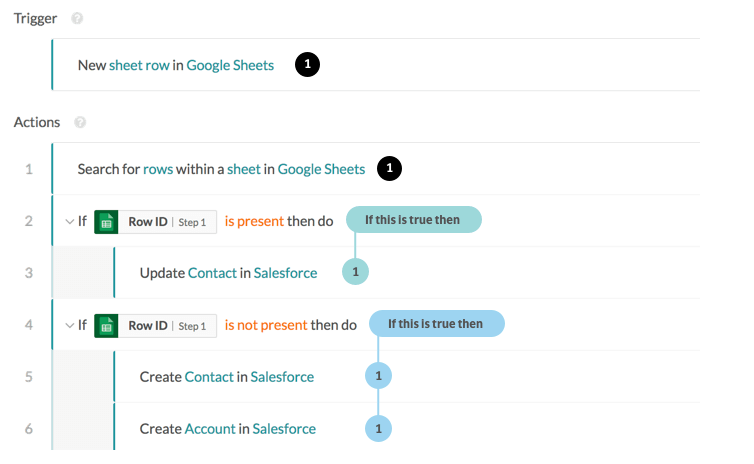 Trigger ?
New sheet row in Google Sheets 1
Actions ?
1 Search for rows within a sheet in Google Sheets 1
2 If Row ID | Step 1 is present then do If this is true then
3 Update Contact in Salesforce 1
4 If Row ID | Step 1 is not present then do If this is true then
5 Create Contact in Salesforce 1
6 Create Account in Salesforce 1